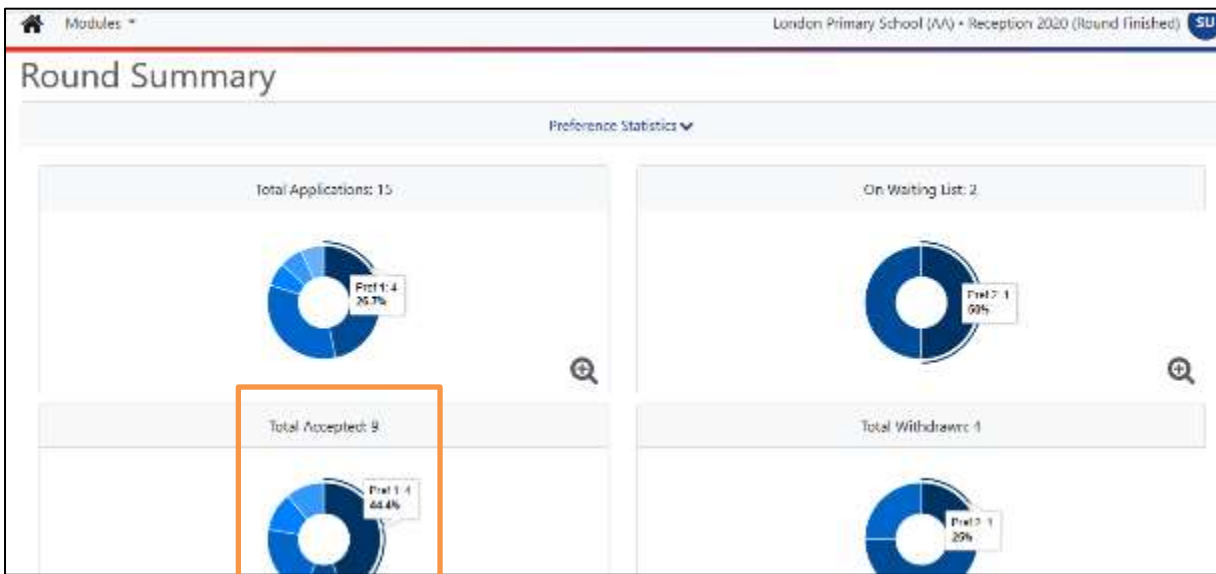 Modules
London Primary School (AA) • Reception 2020 (Round Finished) SU
Round Summary
Preference Statistics
Total Applications: 15
On Waiting List: 2
Pref 1: 4
26.7%
Pref 2: 1
50%
Total Accepted: 9
Total Withdrawn: 4
Pref 1: 4
44.4%
Pref 2: 1
25%